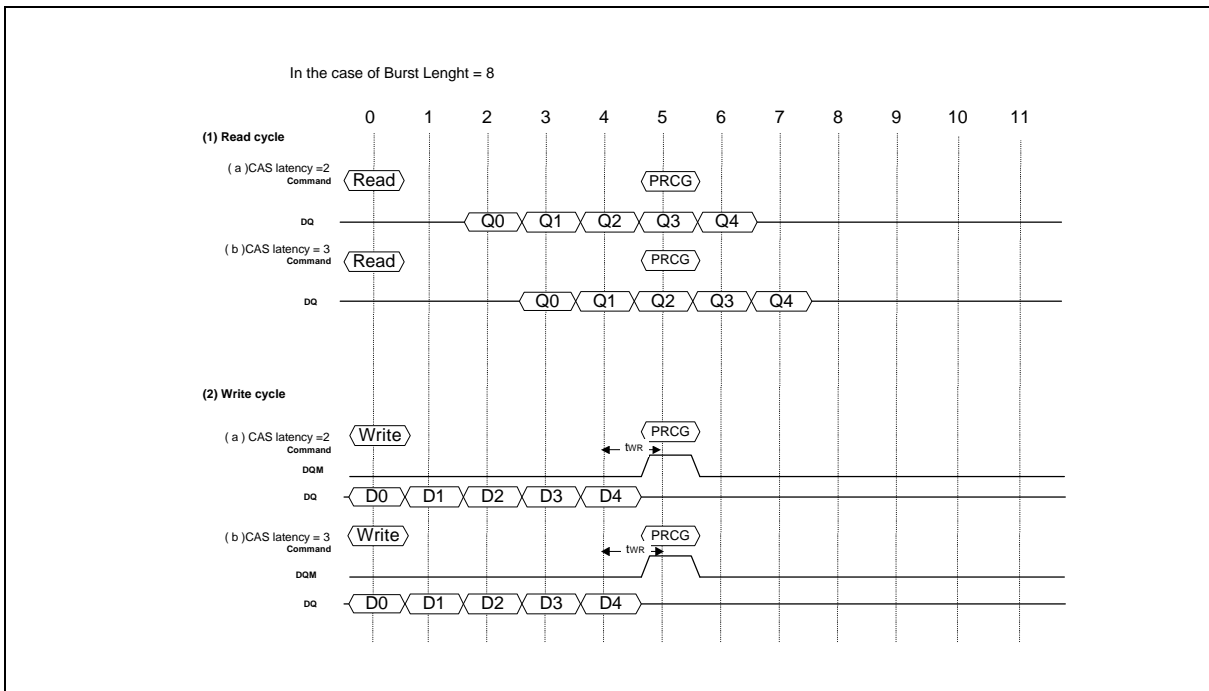 In the case of Burst Lenght = 8
0 1 2 3 4 5 6 7 8 9 10 11
(1) Read cycle
( a )CAS latency =2
Command Read PRCG
DQ Q0 Q1 Q2 Q3 Q4
( b )CAS latency = 3
Command Read PRCG
DQ Q0 Q1 Q2 Q3 Q4
(2) Write cycle
( a ) CAS latency =2
Command Write PRCG
tWR
DQM
DQ D0 D1 D2 D3 D4
( b )CAS latency = 3
Command Write PRCG
tWR
DQM
DQ D0 D1 D2 D3 D4